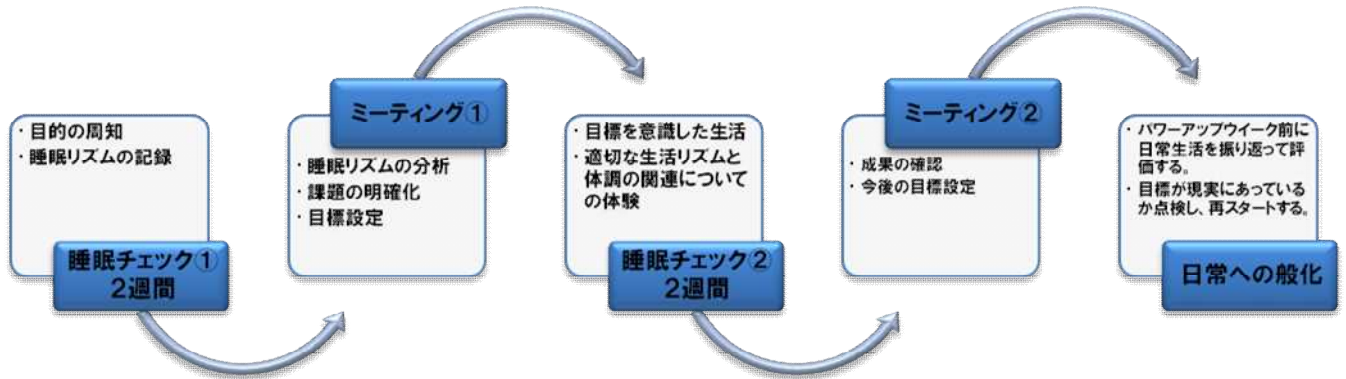 ・目的の周知
・睡眠リズムの記録
睡眠チェック①
2週間
ミーティング①
・睡眠リズムの分析
・課題の明確化
・目標設定
・目標を意識した生活
・適切な生活リズムと
体調の関連について
の体験
睡眠チェック②
2週間
ミーティング②
・成果の確認
・今後の目標設定
・パワーアップウイーク前に
日常生活を振り返って評
価する。
・目標が現実にあっている
か点検し、再スタートする。
日常への般化